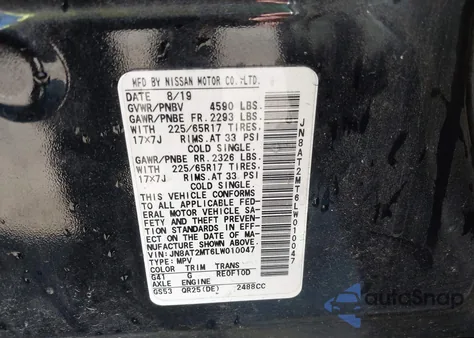 MFD BY NISSAN MOTOR CO.,LTD.
DATE 8/19
GVWR/PNBV 4590 LBS.
GAWR/PNBE FR. 2293 LBS.
WITH 225/65R17 TIRES.
17X7J RIMS.AT 33 PSI
COLD SINGLE.
GAWR/PNBE RR. 2326 LBS.
WITH 225/65R17 TIRES.
17X7J RIMS.AT 33 PSI
COLD SINGLE.
THIS VEHICLE CONFORMS
TO ALL APPLICABLE FED-
ERAL MOTOR VEHICLE SA-
FETY AND THEFT PREVEN-
TION STANDARDS IN EFF-
ECT ON THE DATE OF MA-
NUFACTURE SHOWN ABOVE.
VIN: JN8AT2MT6LW010047
TYPE: MPV
COLOR TRIM TRANS
G41 G RE0F10D
AXLE ENGINE
GS53 QR25(DE) 2488CC
JN8AT2MT6LW010047
autoSnap